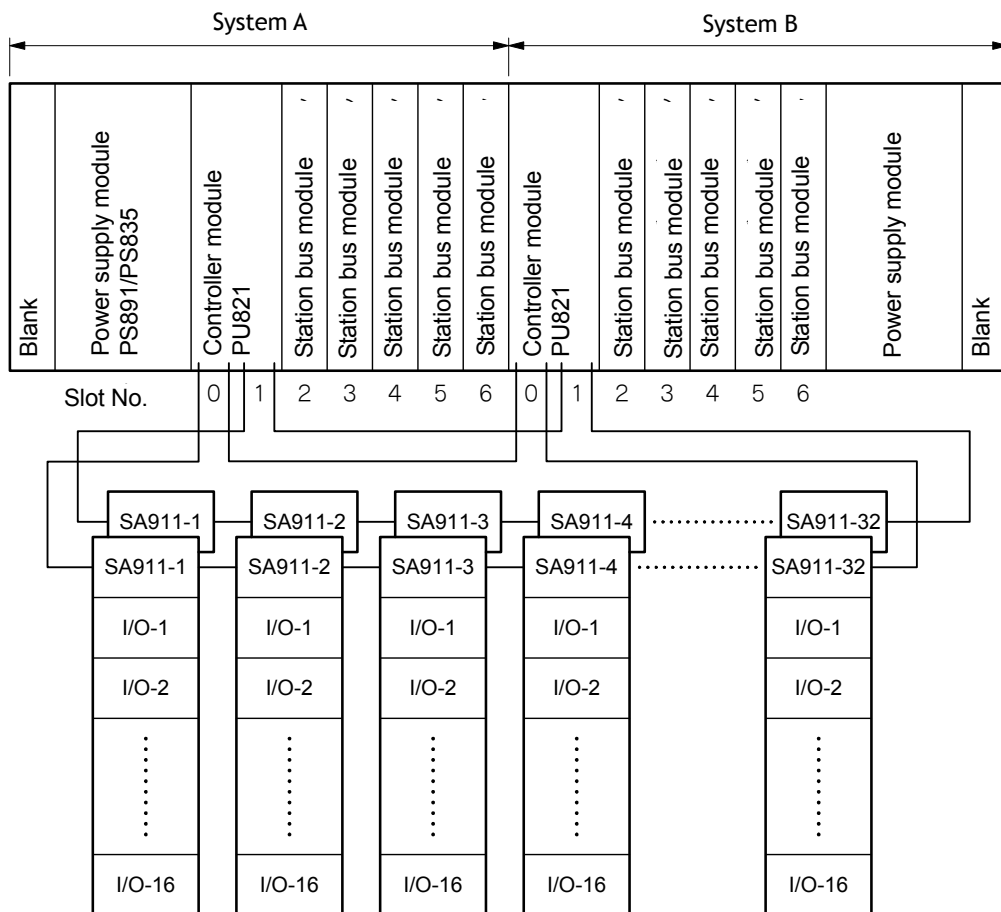 System A
System B
Blank
Power supply module
PS891/PS835
Controller module
PU821
Station bus module
Station bus module
Station bus module
Station bus module
Station bus module
Controller module
PU821
Station bus module
Station bus module
Station bus module
Station bus module
Station bus module
Power supply module
Blank
Slot No. 0 1 2 3 4 5 6 0 1 2 3 4 5 6
SA911-1 SA911-2 SA911-3 SA911-4 SA911-32
SA911-1 SA911-2 SA911-3 SA911-4 SA911-32
I/O-1 I/O-1 I/O-1 I/O-1 I/O-1
I/O-2 I/O-2 I/O-2 I/O-2 I/O-2
I/O-16 I/O-16 I/O-16 I/O-16 I/O-16